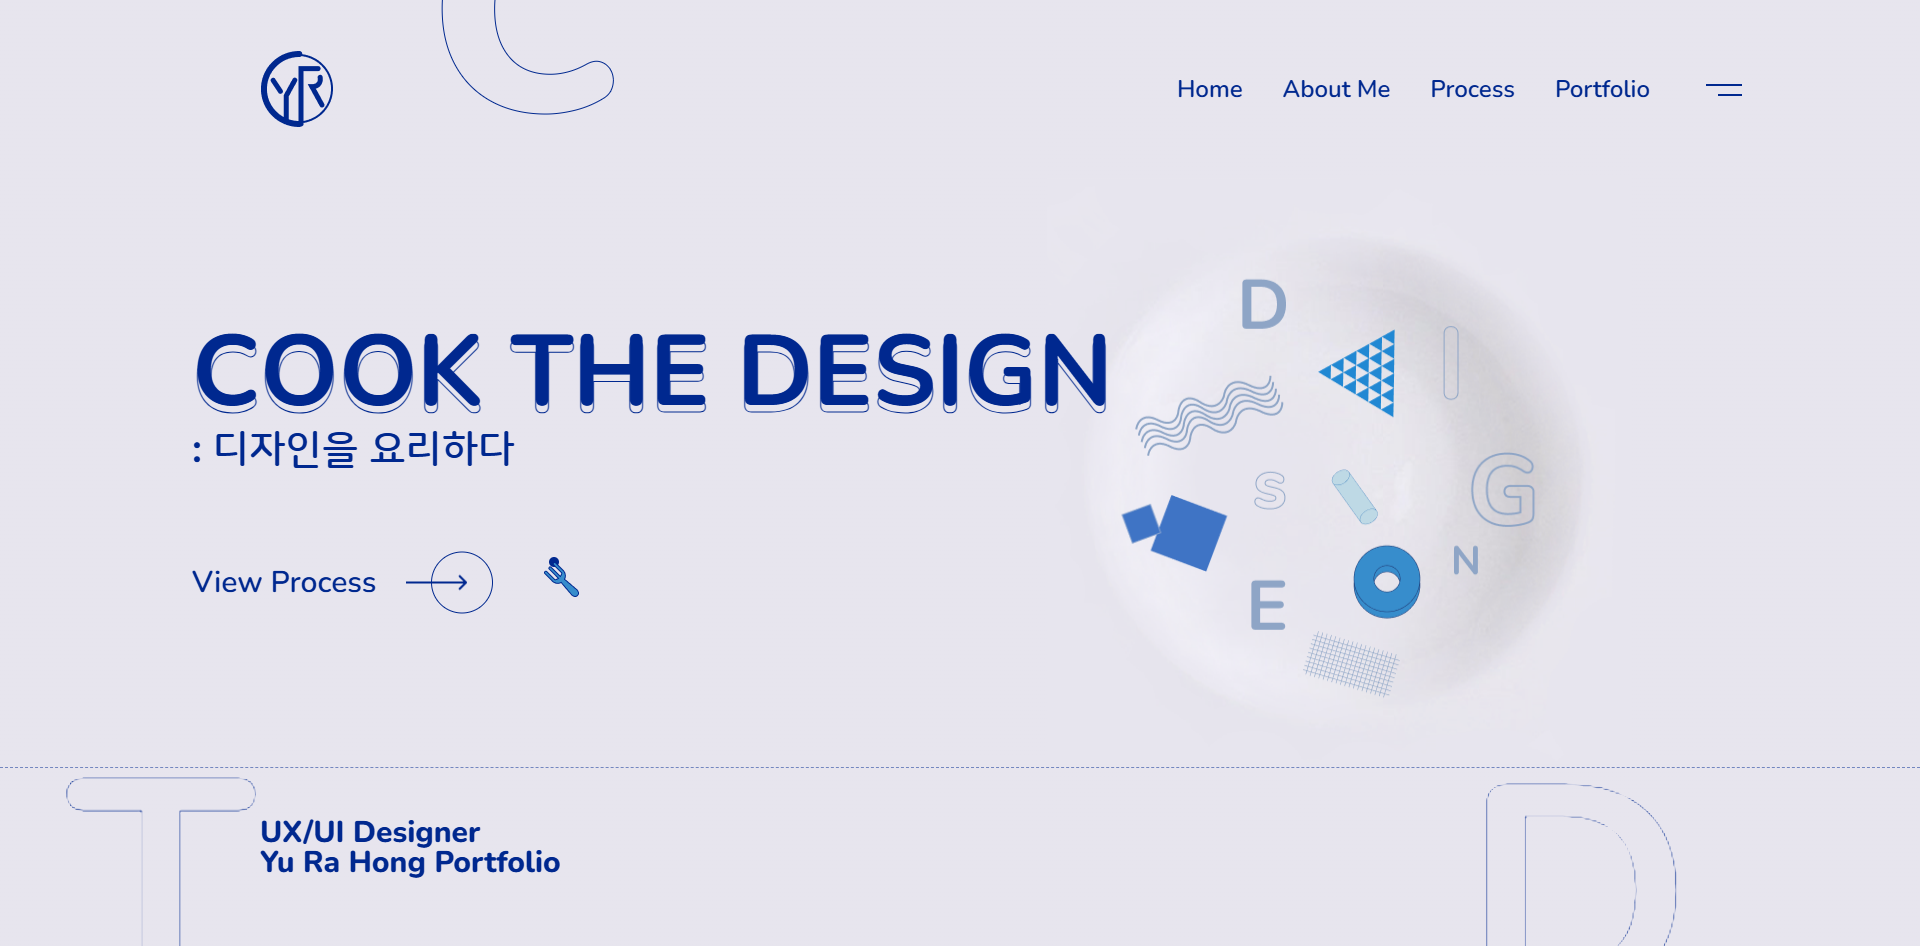 C
YR
Home About Me Process Portfolio
COOK THE DESIGN
: 디자인을 요리하다
D
I
S
G
N
E
View Process
T
D
UX/UI Designer
Yu Ra Hong Portfolio